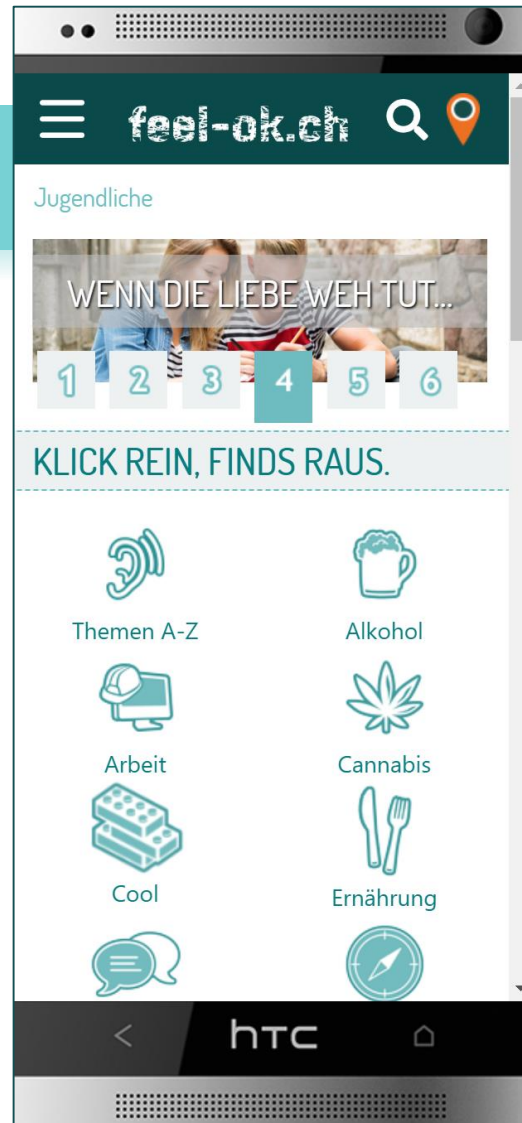 feel-ok.ch
Jugendliche
WENN DIE LIEBE WEH TUT...
1 2 3 4 5 6
KLICK REIN, FINDS RAUS.
Themen A-Z
Alkohol
Arbeit
Cannabis
Cool
Ernährung
hTC